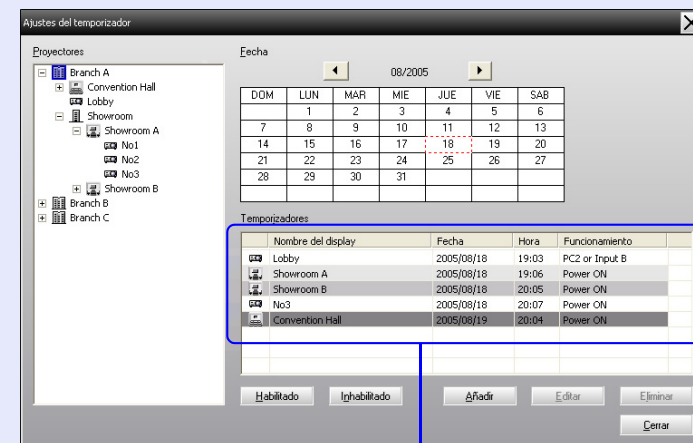 Ajustes del temporizador
Proyectores
Branch A
Convention Hall
Lobby
Showroom
Showroom A
No1
No2
No3
Showroom B
Branch B
Branch C
Fecha
08/2005
DOM LUN MAR MIE JUE VIE SAB
1 2 3 4 5 6
7 8 9 10 11 12 13
14 15 16 17 18 19 20
21 22 23 24 25 26 27
28 29 30 31
Temporizadores
Nombre del display Fecha Hora Funcionamiento
Lobby 2005/08/18 19:03 PC2 or Input B
Showroom A 2005/08/18 19:06 Power ON
Showroom B 2005/08/18 20:05 Power ON
No3 2005/08/18 20:07 Power ON
Convention Hall 2005/08/19 20:04 Power ON
Habilitado Inhabilitado Añadir Editar Eliminar
Cerrar